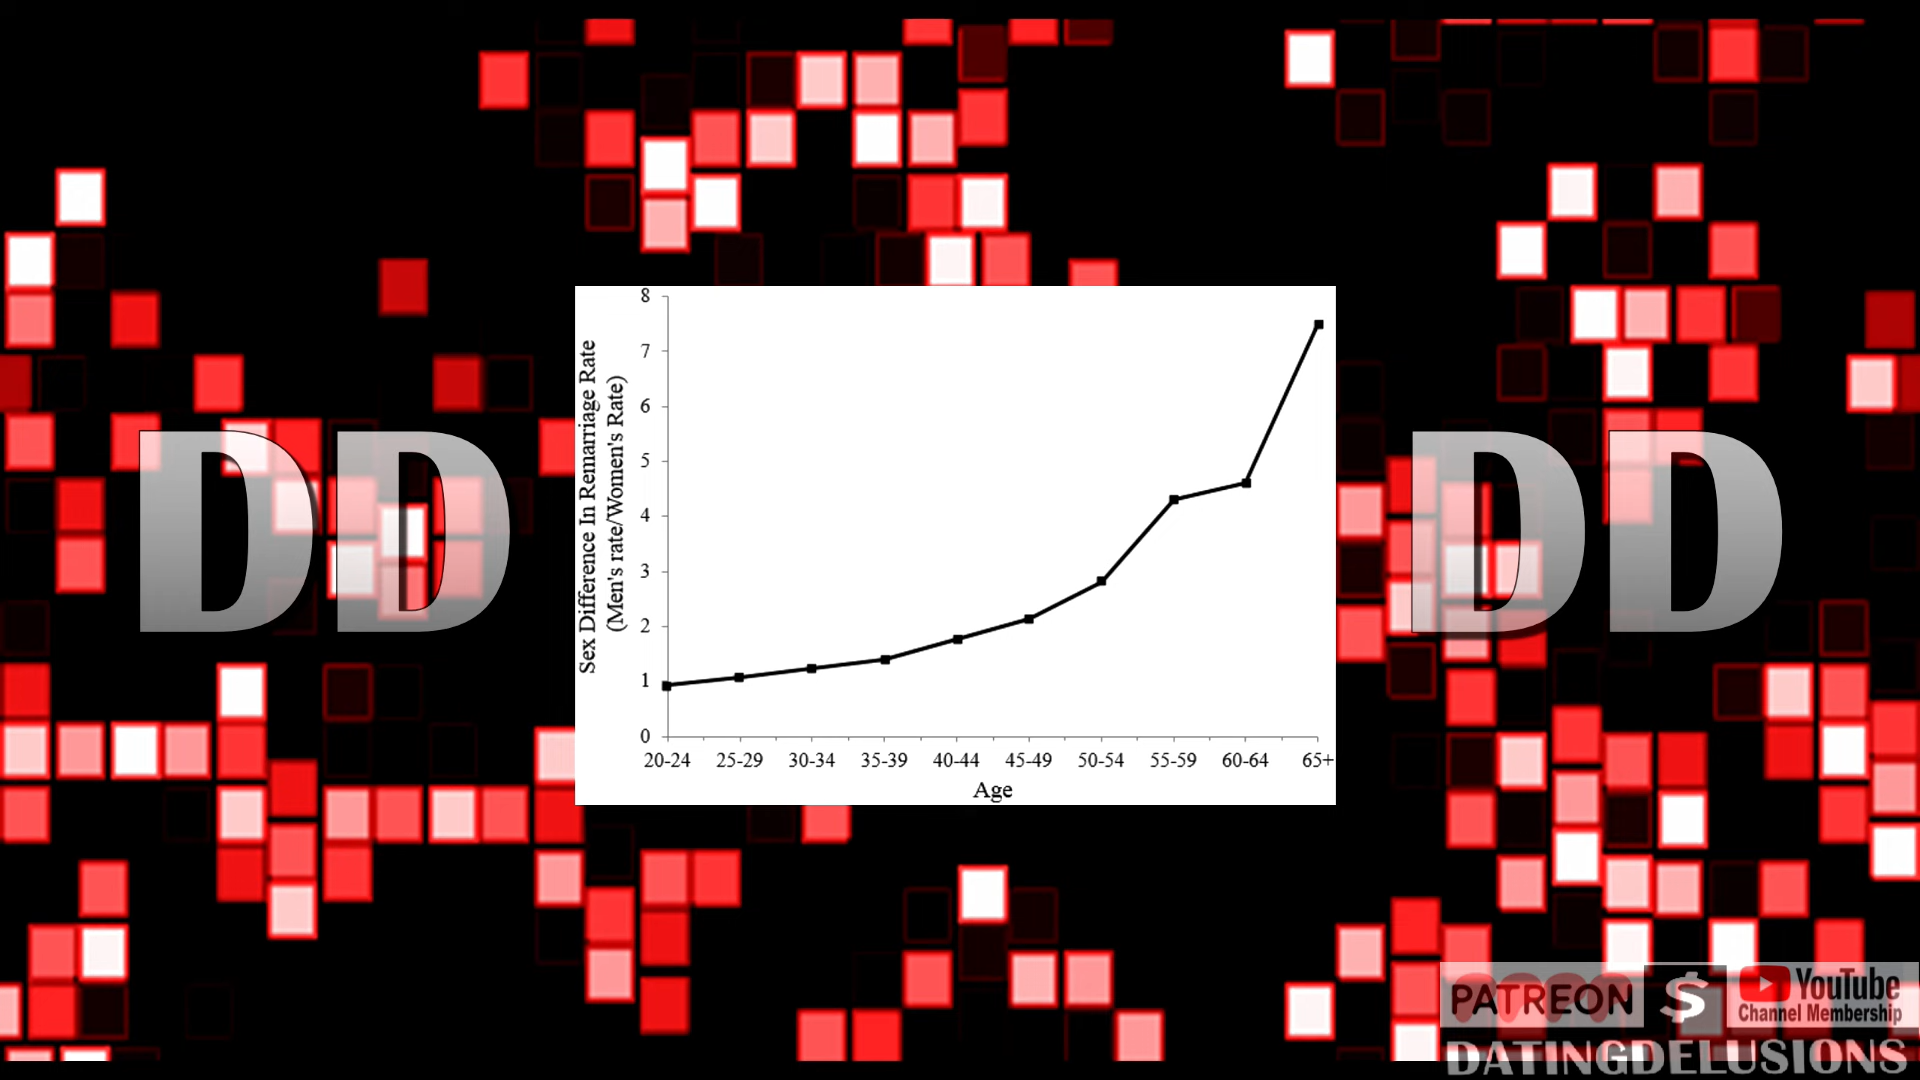 DD
DD
Sex Difference In Remarriage Rate
(Men's rate/Women's Rate)
8
7
6
5
4
3
2
1
0
20-24 25-29 30-34 35-39 40-44 45-49 50-54 55-59 60-64 65+
Age
PATREON $ YouTube
Channel Membership
DATINGDELUSIONS